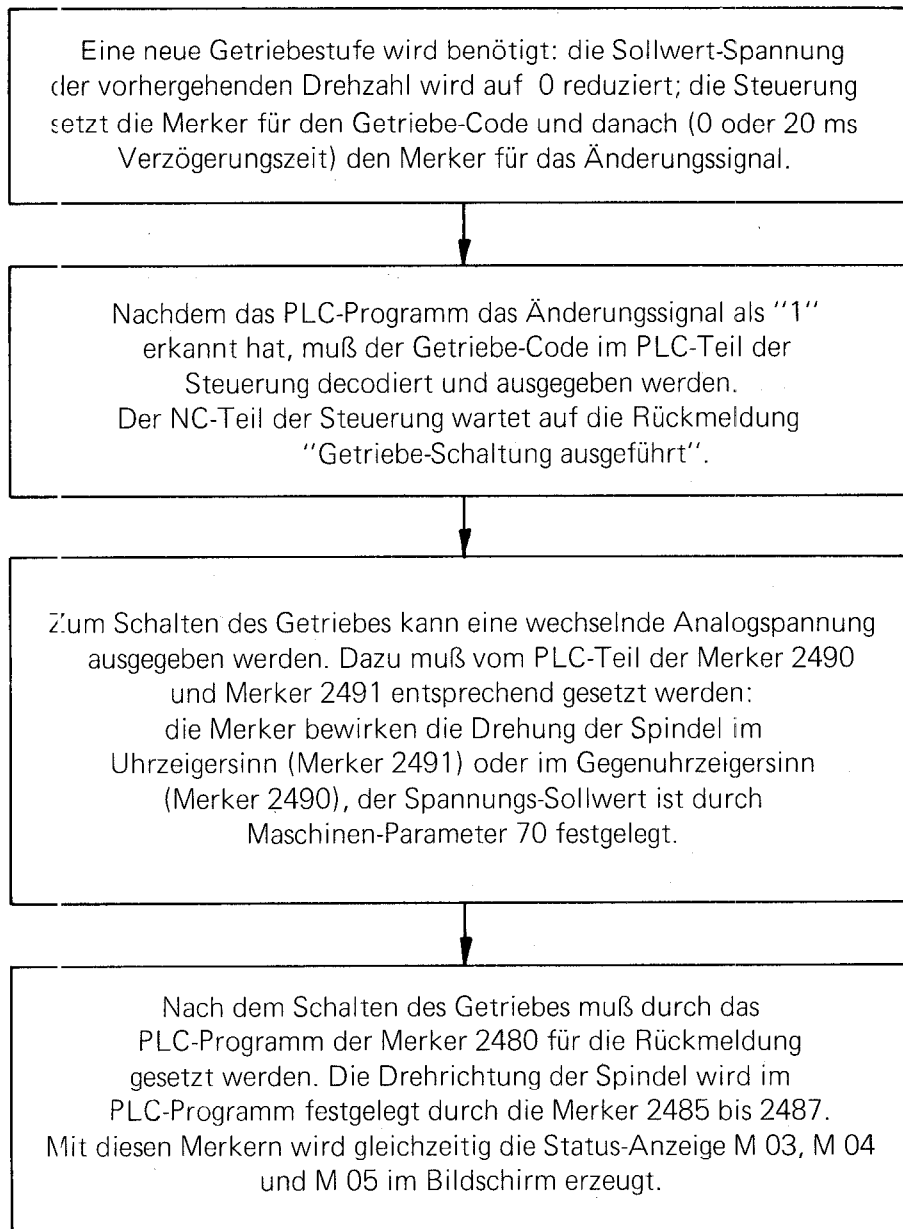 Eine neue Getriebestufe wird benötigt: die Sollwert-Spannung
der vorhergehenden Drehzahl wird auf 0 reduziert; die Steuerung
setzt die Merker für den Getriebe-Code und danach (0 oder 20 ms
Verzögerungszeit) den Merker für das Änderungssignal.
Nachdem das PLC-Programm das Änderungssignal als "1"
erkannt hat, muß der Getriebe-Code im PLC-Teil der
Steuerung decodiert und ausgegeben werden.
Der NC-Teil der Steuerung wartet auf die Rückmeldung
"Getriebe-Schaltung ausgeführt".
Zum Schalten des Getriebes kann eine wechselnde Analogspannung
ausgegeben werden. Dazu muß vom PLC-Teil der Merker 2490
und Merker 2491 entsprechend gesetzt werden:
die Merker bewirken die Drehung der Spindel im
Uhrzeigersinn (Merker 2491) oder im Gegenuhrzeigersinn
(Merker 2490), der Spannungs-Sollwert ist durch
Maschinen-Parameter 70 festgelegt.
Nach dem Schalten des Getriebes muß durch das
PLC-Programm der Merker 2480 für die Rückmeldung
gesetzt werden. Die Drehrichtung der Spindel wird im
PLC-Programm festgelegt durch die Merker 2485 bis 2487.
Mit diesen Merkern wird gleichzeitig die Status-Anzeige M 03, M 04
und M 05 im Bildschirm erzeugt.